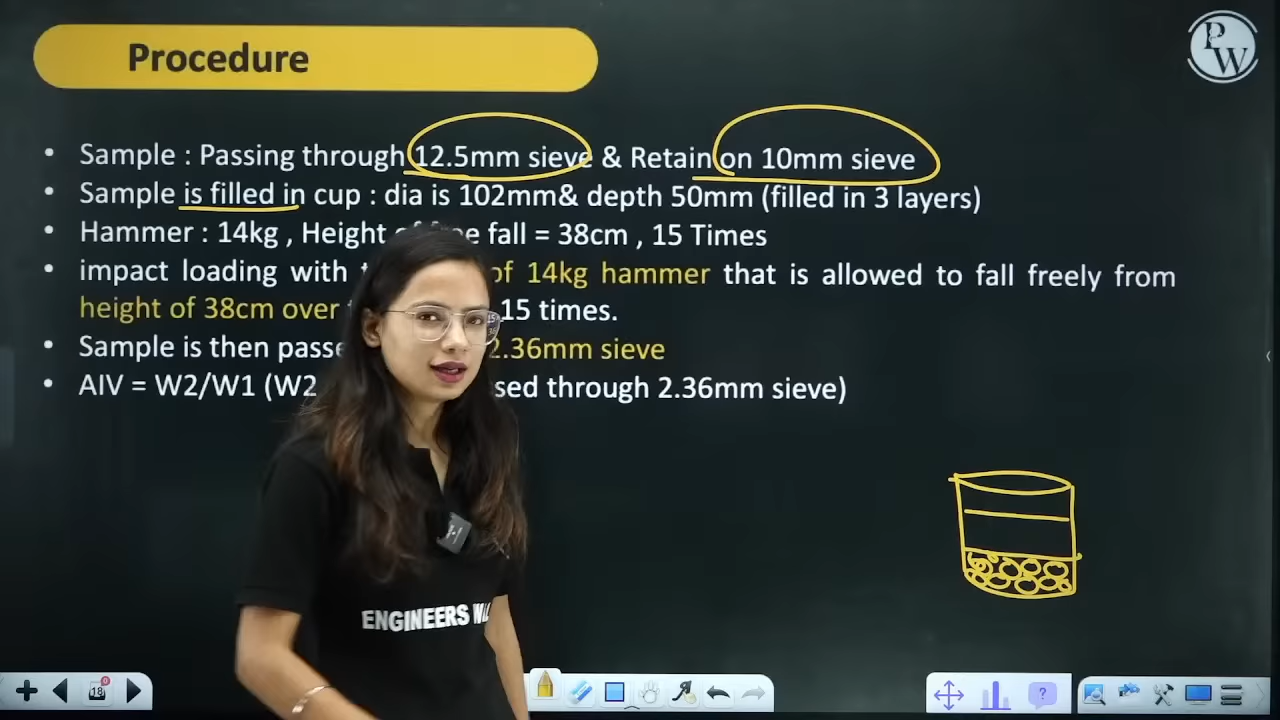 Procedure
PW
• Sample : Passing through 12.5mm sieve & Retain on 10mm sieve
• Sample is filled in cup : dia is 102mm& depth 50mm (filled in 3 layers)
• Hammer : 14kg , Height free fall = 38cm , 15 Times
• impact loading with of 14kg hammer that is allowed to fall freely from
height of 38cm over 15 times.
• Sample is then 2.36mm sieve
• AIV = W2/W1 (W2 through 2.36mm sieve)
ENGINEERS
18
0